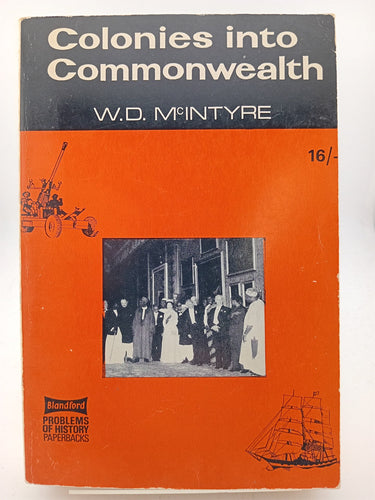 Colonies into
Commonwealth
W.D. McINTYRE
16/-
Blandford
PROBLEMS
OF HISTORY
PAPERBACKS